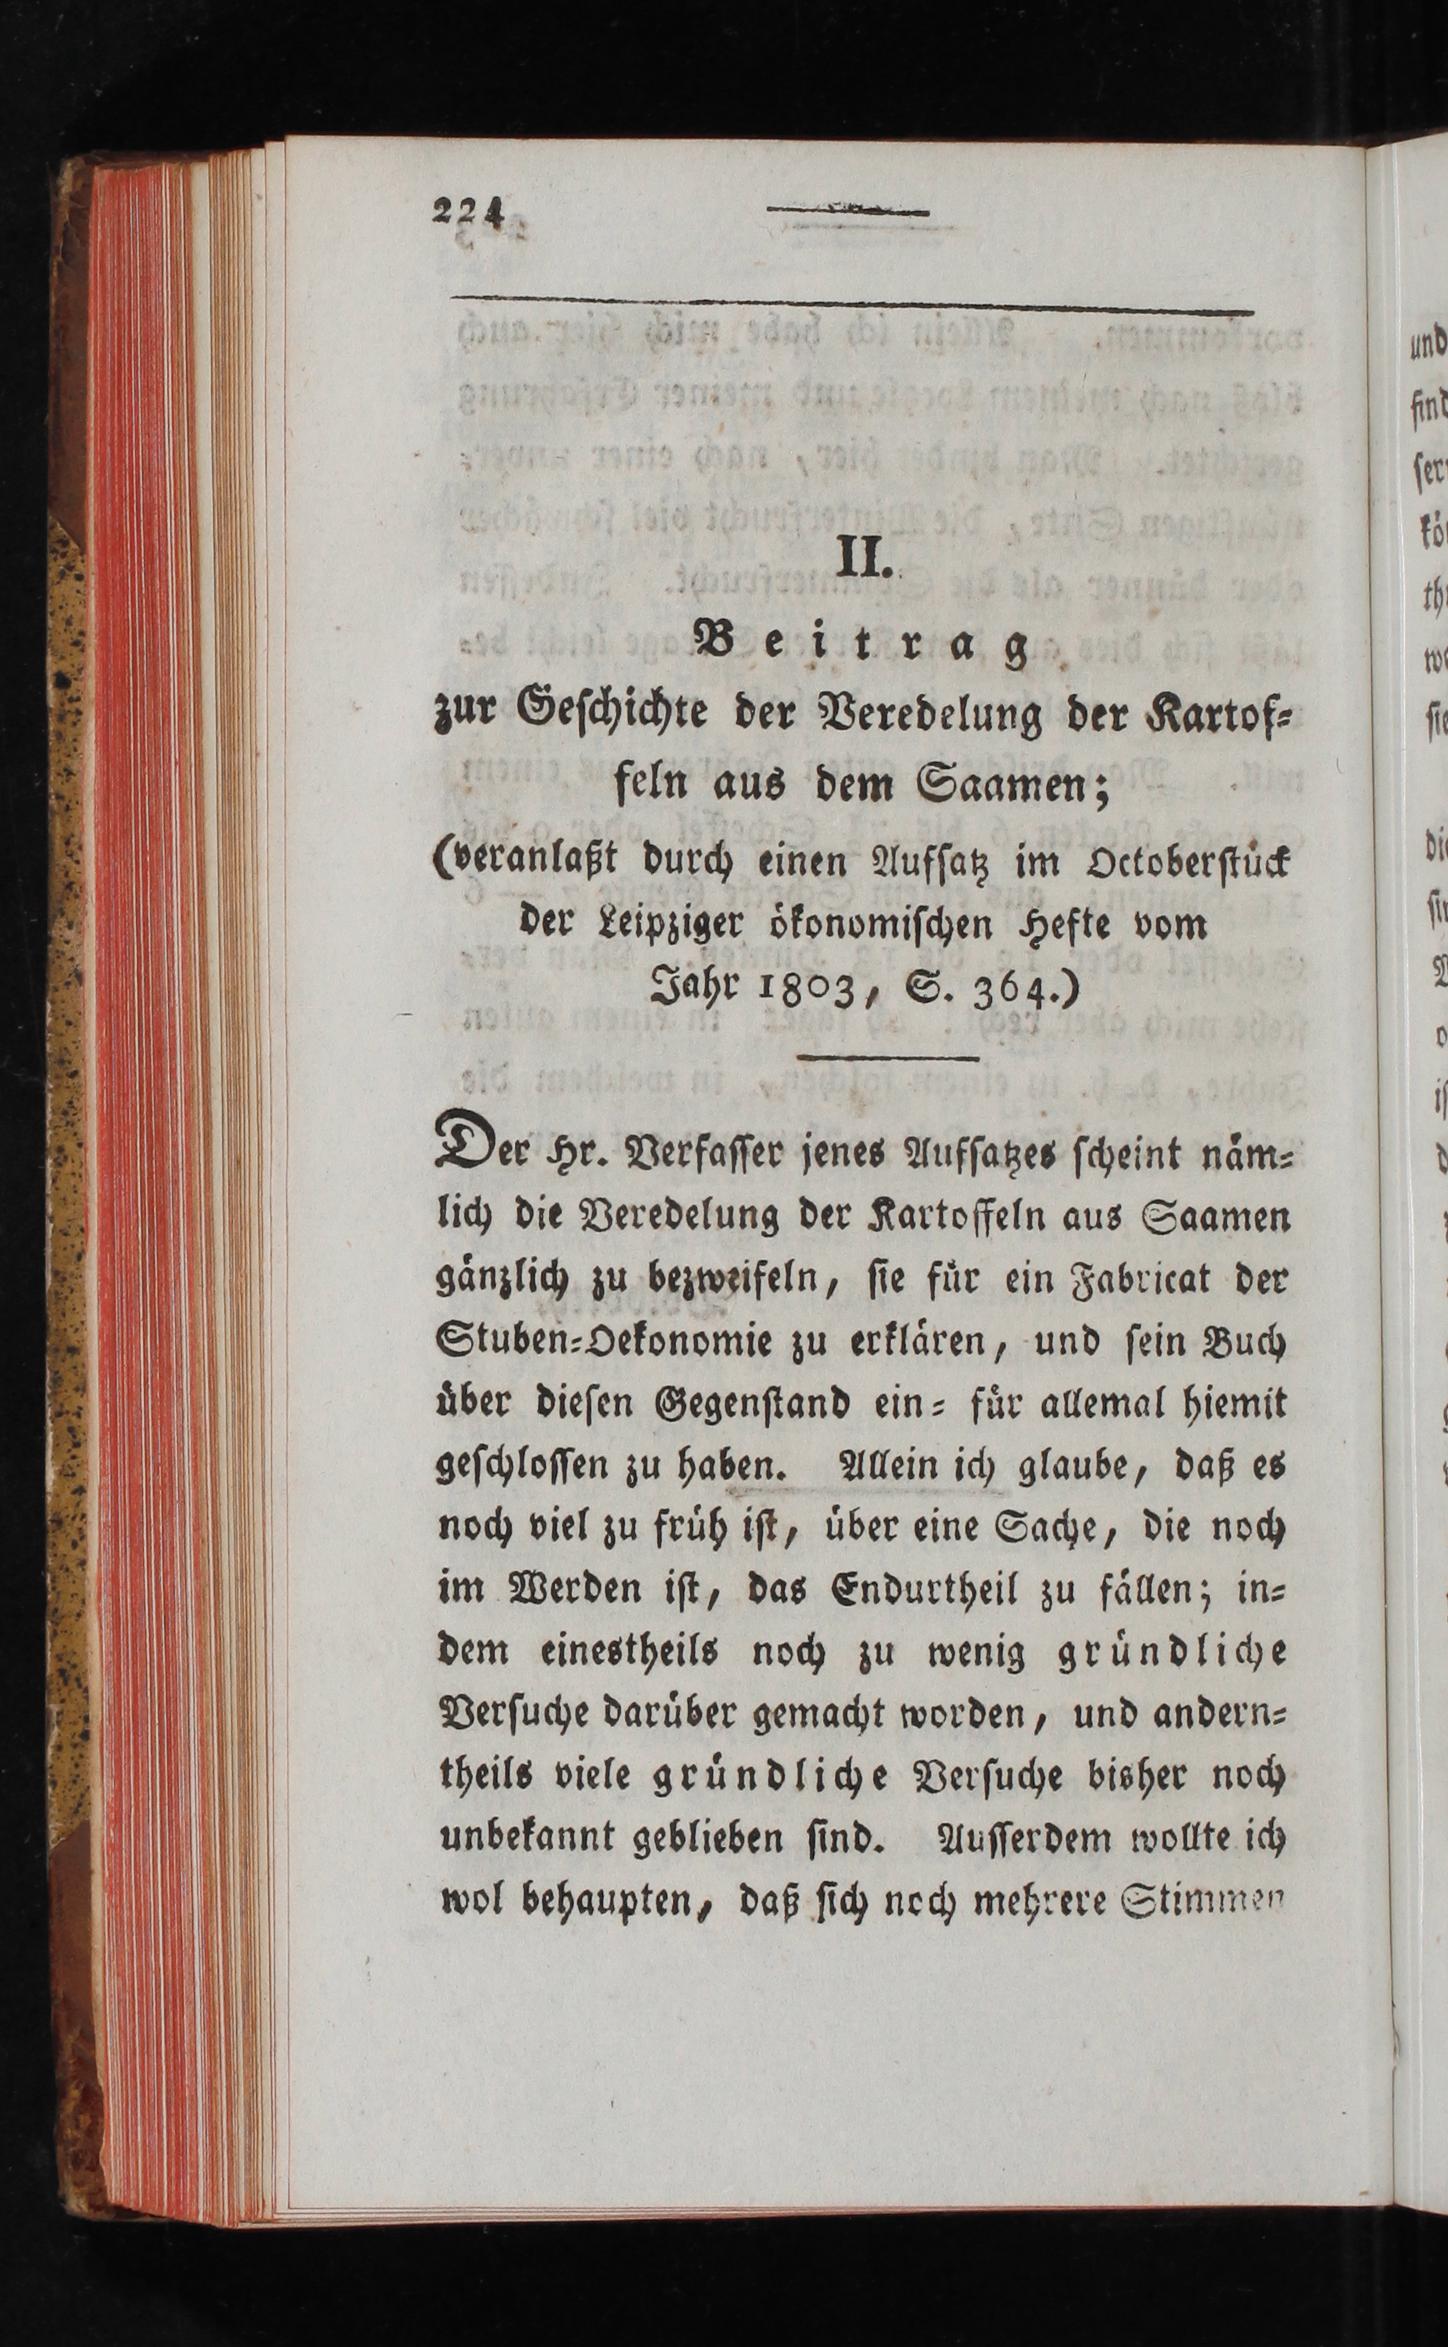 224
II.
Beitrag
zur Geschichte der Veredelung der Kartof-
feln aus dem Saamen;
(veranlaßt durch einen Aufsatz im Octoberstück
der Leipziger ökonomischen Hefte vom
Jahr 1803, S. 364.)
Der Hr. Verfasser jenes Aufsatzes scheint näm-
lich die Veredelung der Kartoffeln aus Saamen
gänzlich zu bezweifeln, sie für ein Fabricat der
Stuben-Oekonomie zu erklären, und sein Buch
über diesen Gegenstand ein- für allemal hiemit
geschlossen zu haben. Allein ich glaube, daß es
noch viel zu früh ist, über eine Sache, die noch
im Werden ist, das Endurtheil zu fällen; in-
dem einestheils noch zu wenig gründliche
Versuche darüber gemacht worden, und andern-
theils viele gründliche Versuche bisher noch
unbekannt geblieben sind. Ausserdem wollte ich
wol behaupten, daß sich noch mehrere Stimmen